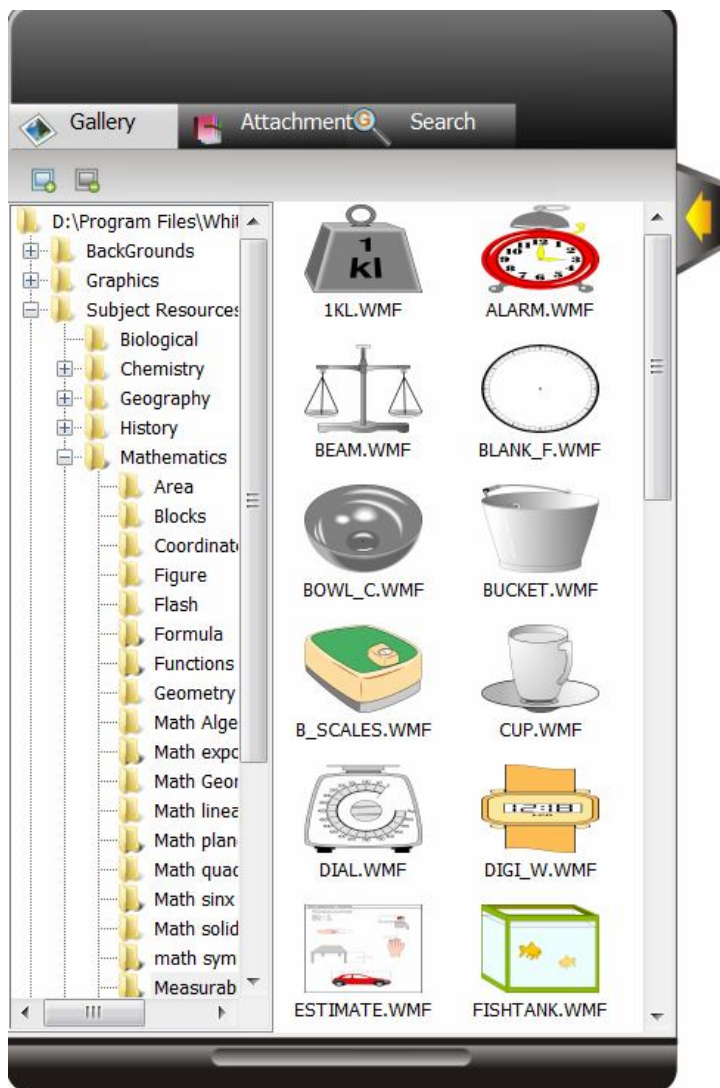 Gallery
Attachment
Search
D:\Program Files\Whit
BackGrounds
Graphics
Subject Resources
Biological
Chemistry
Geography
History
Mathematics
Area
Blocks
Coordinat
Figure
Flash
Formula
Functions
Geometry
Math Alge
Math expo
Math Geor
Math linea
Math plan
Math quad
Math sinx
Math solid
math sym
Measurab
1
kl
1KL.WMF
ALARM.WMF
BEAM.WMF
BLANK_F.WMF
BOWL_C.WMF
BUCKET.WMF
B_SCALES.WMF
CUP.WMF
DIAL.WMF
12:18
DIGI_W.WMF
ESTIMATE.WMF
FISHTANK.WMF